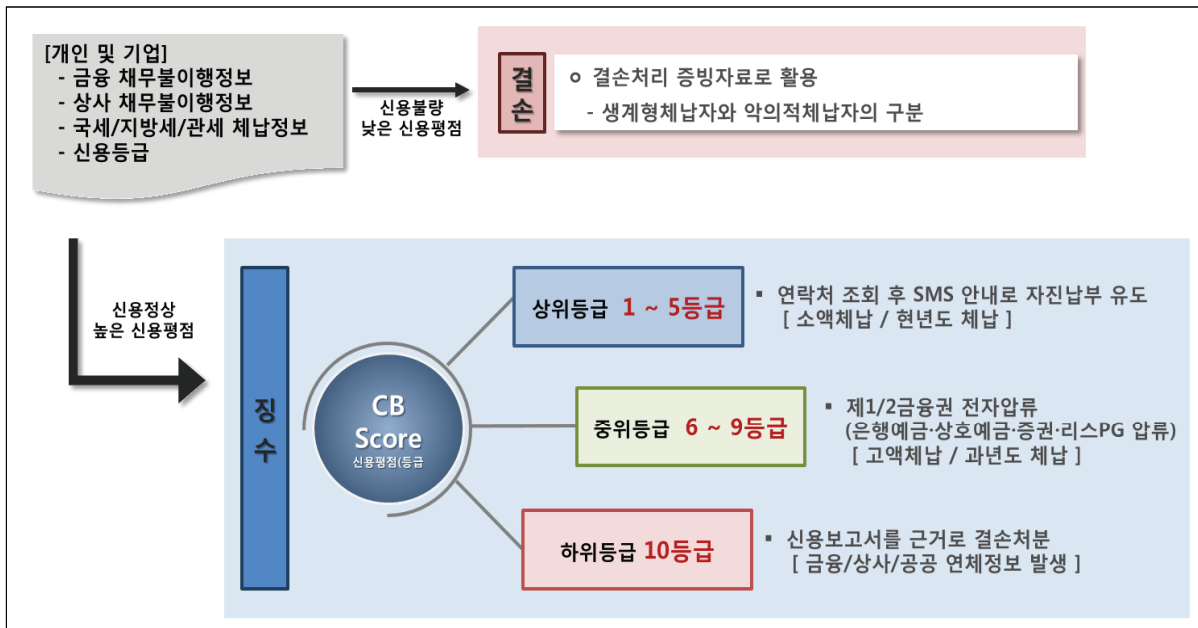 [개인 및 기업]
- 금융 채무불이행정보
- 상사 채무불이행정보
- 국세/지방세/관세 체납정보
- 신용등급
신용불량
낮은 신용평점
결손
o 결손처리 증빙자료로 활용
- 생계형체납자와 악의적체납자의 구분
신용정상
높은 신용평점
징수
CB
Score
신용평점(등급
상위등급 1 ~ 5등급
▪ 연락처 조회 후 SMS 안내로 자진납부 유도
[ 소액체납 / 현년도 체납 ]
중위등급 6 ~ 9등급
▪ 제1/2금융권 전자압류
(은행예금·상호예금·증권·리스PG 압류)
[ 고액체납 / 과년도 체납 ]
하위등급 10등급
▪ 신용보고서를 근거로 결손처분
[ 금융/상사/공공 연체정보 발생 ]